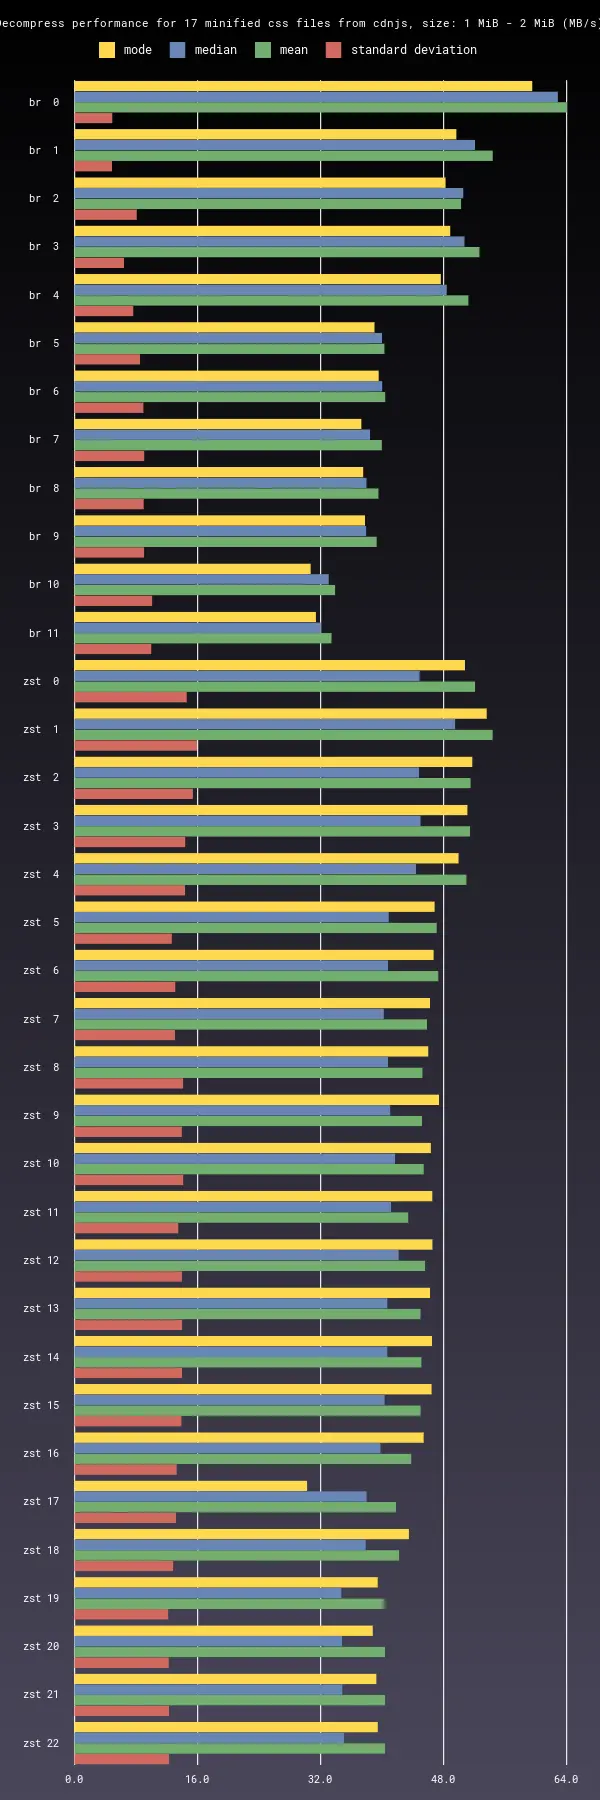 Decompress performance for 17 minified css files from cdnjs, size: 1 MiB - 2 MiB (MB/s)
mode median mean standard deviation
br 0
br 1
br 2
br 3
br 4
br 5
br 6
br 7
br 8
br 9
br 10
br 11
zst 0
zst 1
zst 2
zst 3
zst 4
zst 5
zst 6
zst 7
zst 8
zst 9
zst 10
zst 11
zst 12
zst 13
zst 14
zst 15
zst 16
zst 17
zst 18
zst 19
zst 20
zst 21
zst 22
0.0 16.0 32.0 48.0 64.0